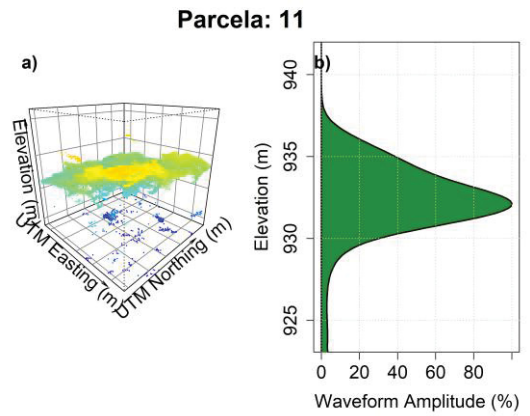 Parcela: 11
a)
Elevation (m)
UTM Easting (m)
UTM Northing (m)
b)
Elevation (m)
940
935
930
925
0 20 40 60 80
Waveform Amplitude (%)